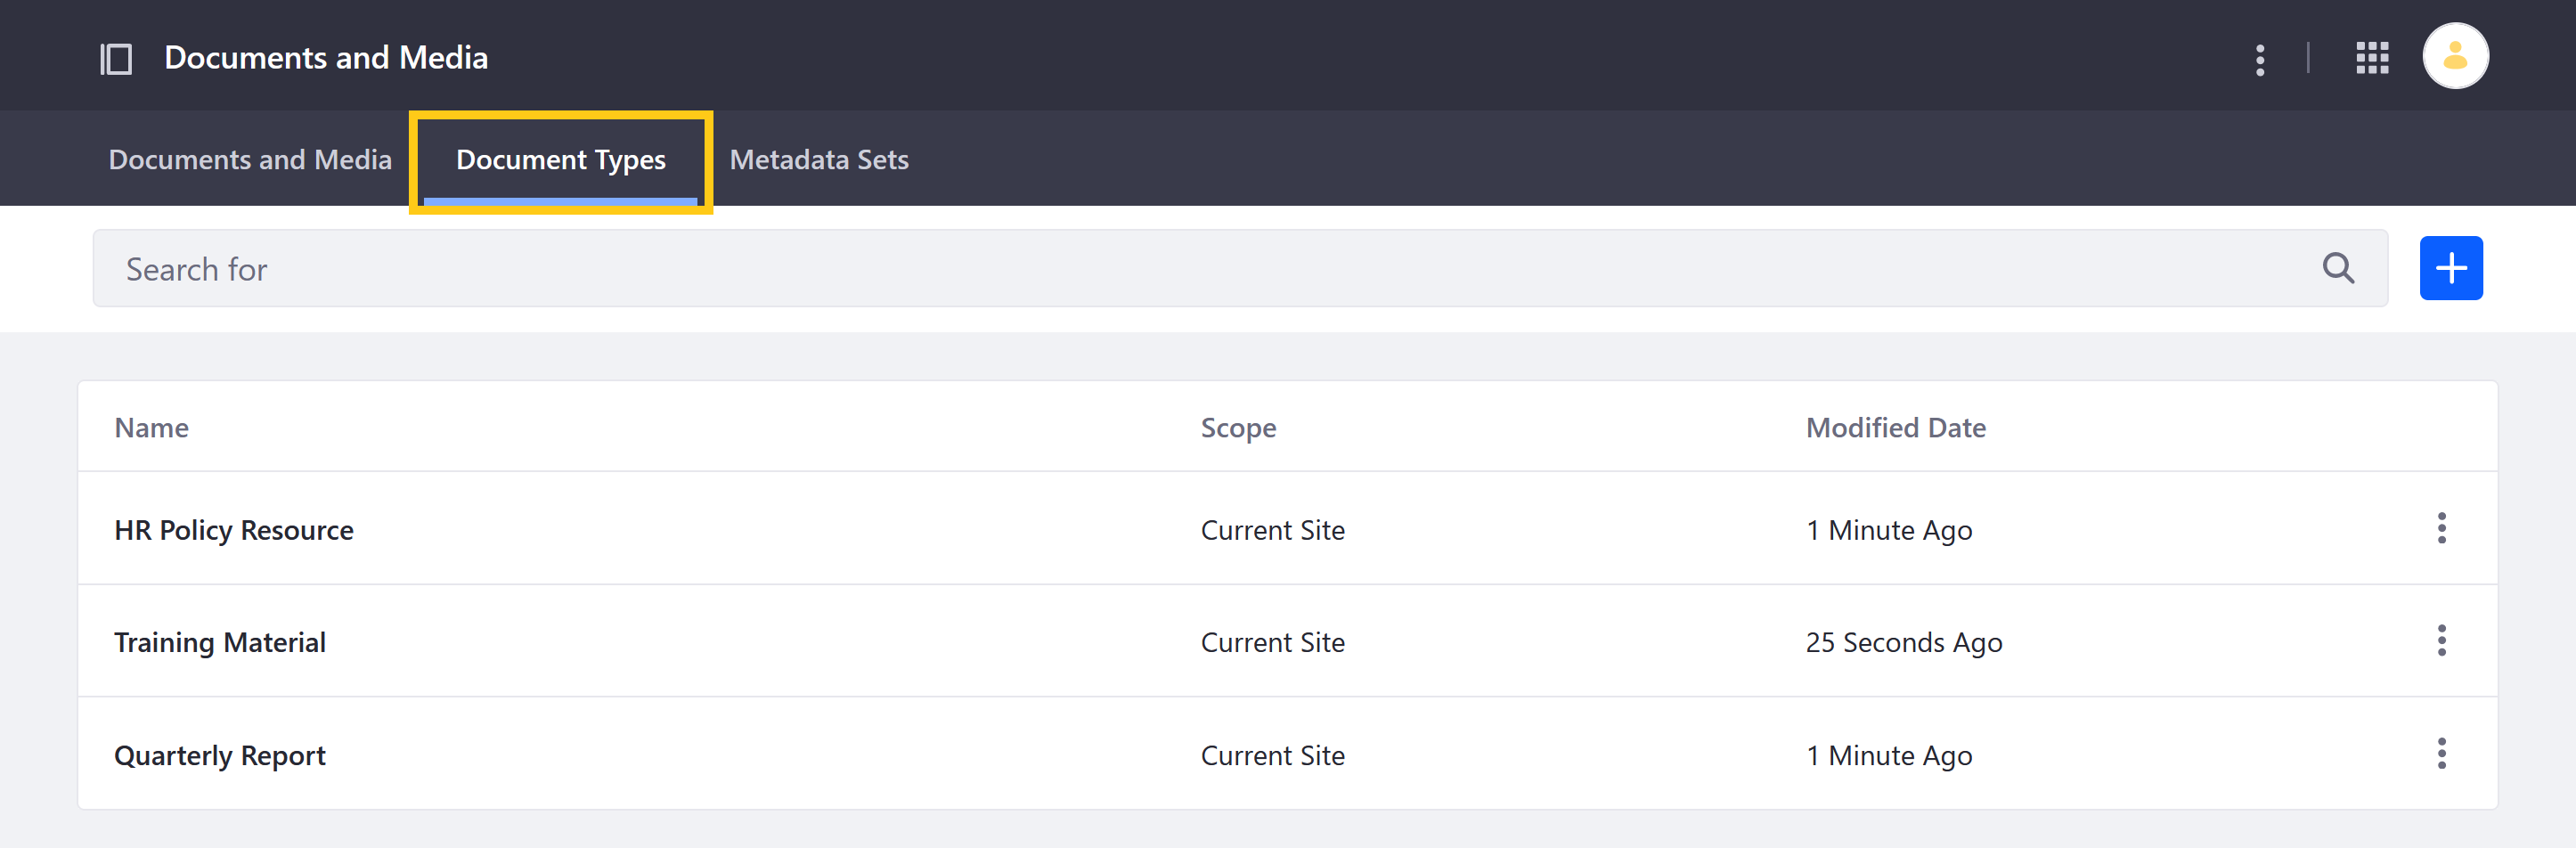 Documents and Media
Documents and Media Document Types Metadata Sets
Search for
Name Scope Modified Date
HR Policy Resource Current Site 1 Minute Ago
Training Material Current Site 25 Seconds Ago
Quarterly Report Current Site 1 Minute Ago